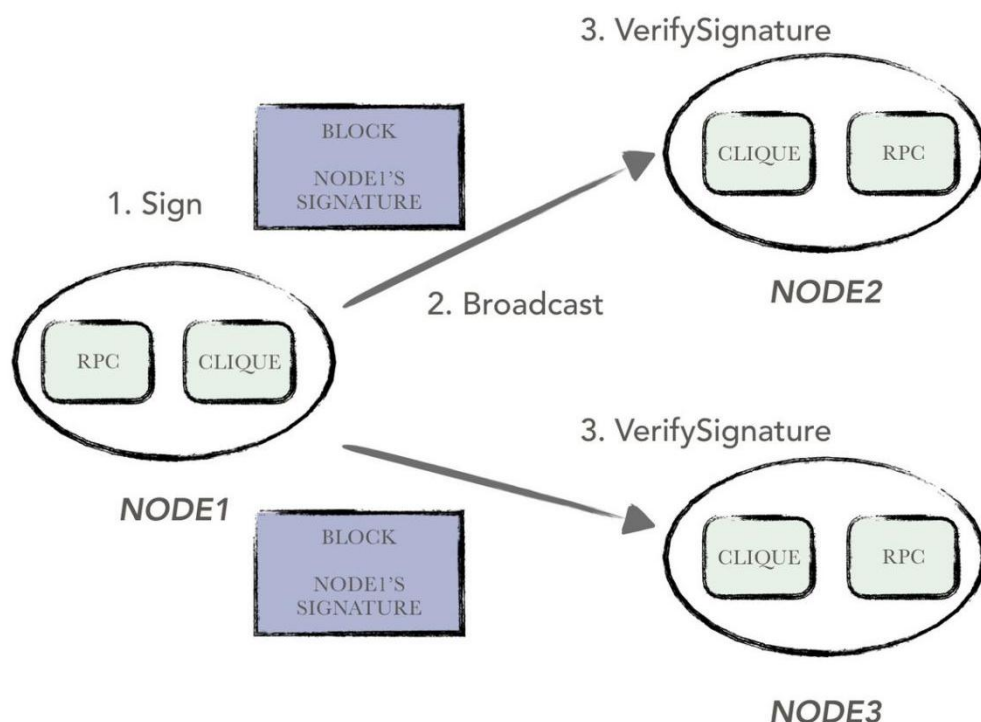 3. VerifySignature
BLOCK
NODE1'S
SIGNATURE
CLIQUE
RPC
1. Sign
NODE2
2. Broadcast
RPC
CLIQUE
3. VerifySignature
NODE1
BLOCK
NODE1'S
SIGNATURE
CLIQUE
RPC
NODE3